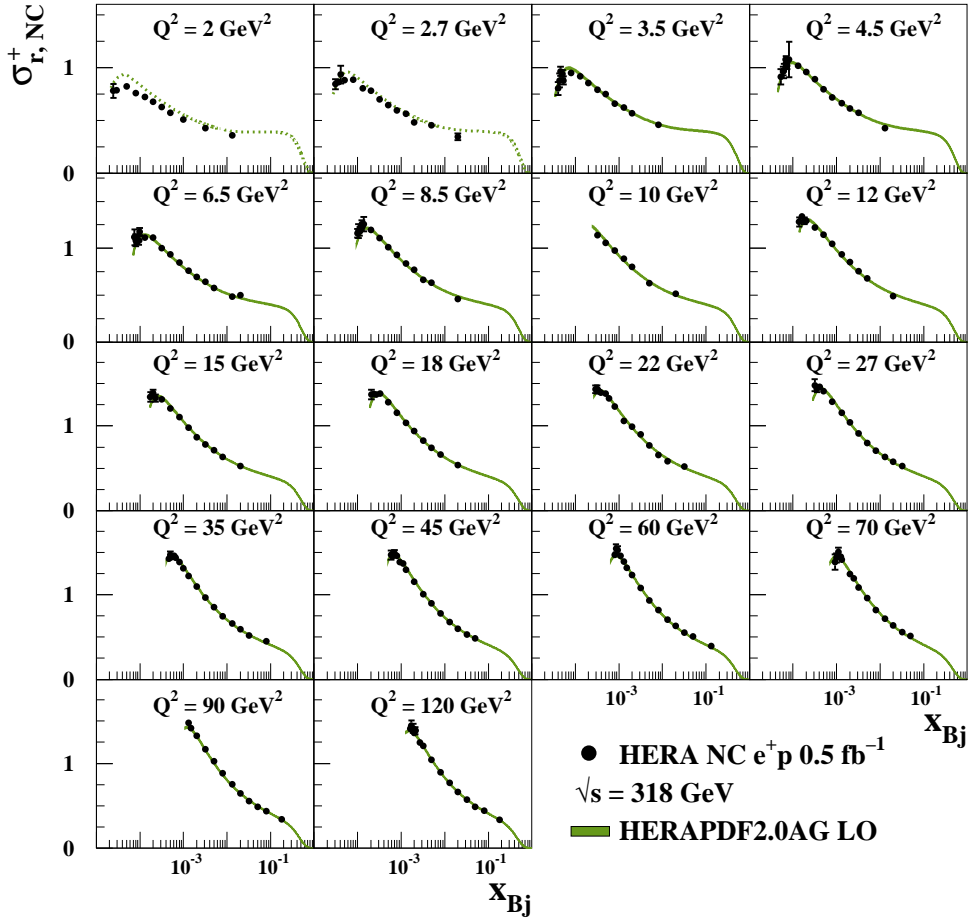 σ⁺r, NC
Q² = 2 GeV²
Q² = 2.7 GeV²
Q² = 3.5 GeV²
Q² = 4.5 GeV²
1
0
Q² = 6.5 GeV²
Q² = 8.5 GeV²
Q² = 10 GeV²
Q² = 12 GeV²
1
0
Q² = 15 GeV²
Q² = 18 GeV²
Q² = 22 GeV²
Q² = 27 GeV²
1
0
Q² = 35 GeV²
Q² = 45 GeV²
Q² = 60 GeV²
Q² = 70 GeV²
1
0
10⁻³ 10⁻¹ 10⁻³ 10⁻¹
xBj
Q² = 90 GeV²
Q² = 120 GeV²
1
0
10⁻³ 10⁻¹ 10⁻³ 10⁻¹
xBj
HERA NC e⁺p 0.5 fb⁻¹
√s = 318 GeV
HERAPDF2.0AG LO